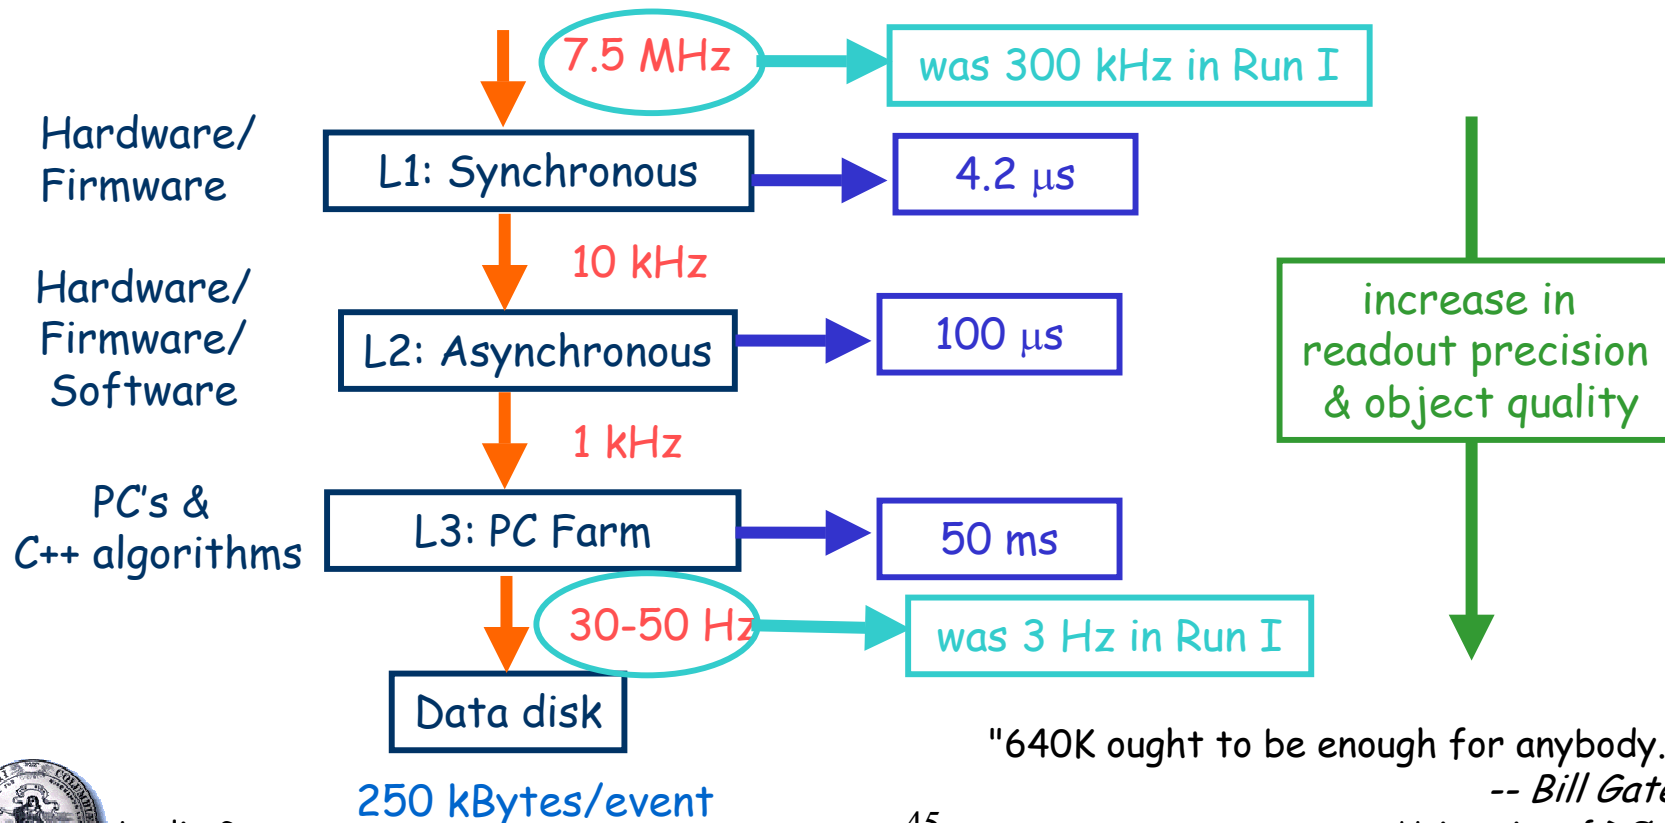 7.5 MHz
was 300 kHz in Run I
Hardware/
Firmware
L1: Synchronous
4.2 μs
10 kHz
Hardware/
Firmware/
Software
L2: Asynchronous
100 μs
increase in
readout precision
& object quality
1 kHz
PC's &
C++ algorithms
L3: PC Farm
50 ms
30-50 Hz
was 3 Hz in Run I
Data disk
"640K ought to be enough for anybody.
-- Bill Gate
250 kBytes/event